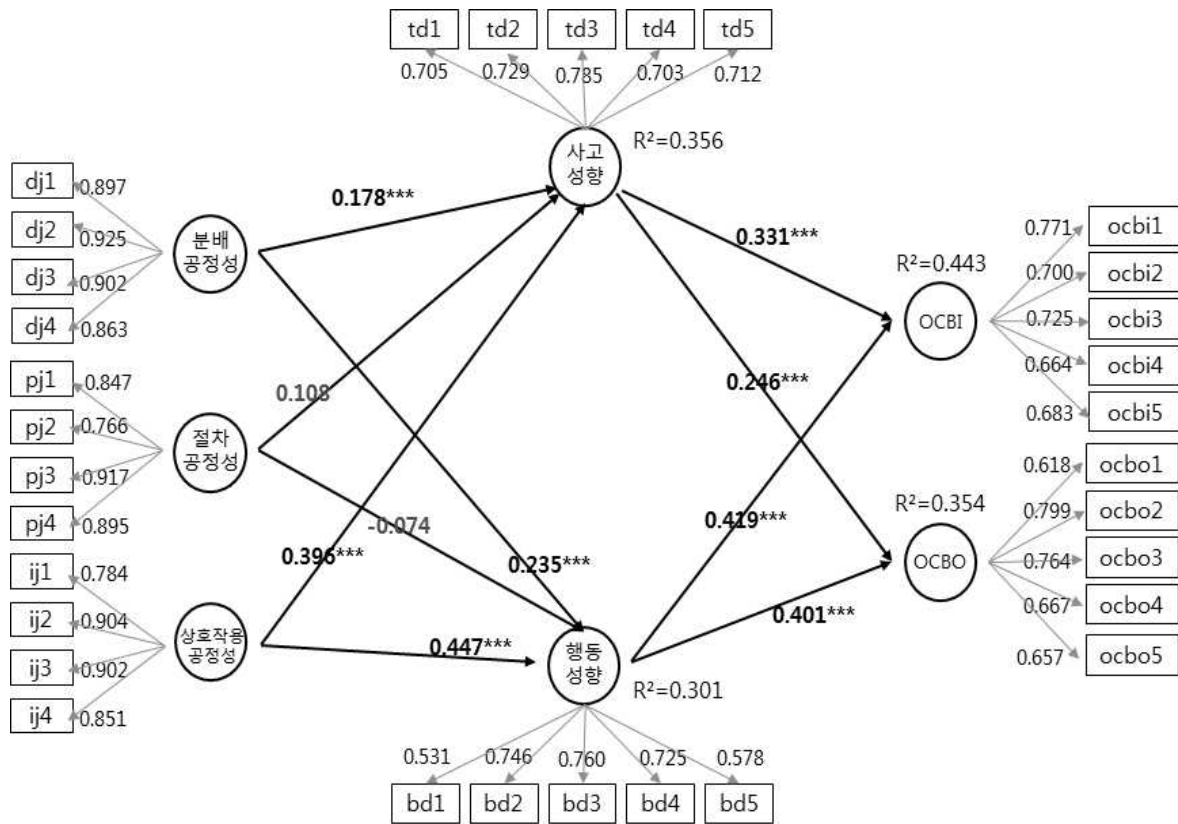 td1 td2 td3 td4 td5
0.705 0.729 0.785 0.703 0.712
사고
성향
R²=0.356
dj1 0.897
dj2 0.925
dj3 0.902
dj4 0.863
분배
공정성
pj1 0.847
pj2 0.766
pj3 0.917
pj4 0.895
절차
공정성
ij1 0.784
ij2 0.904
ij3 0.902
ij4 0.851
상호작용
공정성
0.178***
0.108
-0.074
0.396***
0.235***
0.447***
0.331***
0.246***
0.419***
0.401***
R²=0.443
OCBI
0.771 ocbi1
0.700 ocbi2
0.725 ocbi3
0.664 ocbi4
0.683 ocbi5
R²=0.354
OCBO
0.618 ocbo1
0.799 ocbo2
0.764 ocbo3
0.667 ocbo4
0.657 ocbo5
행동
성향
R²=0.301
0.531 0.746 0.760 0.725 0.578
bd1 bd2 bd3 bd4 bd5